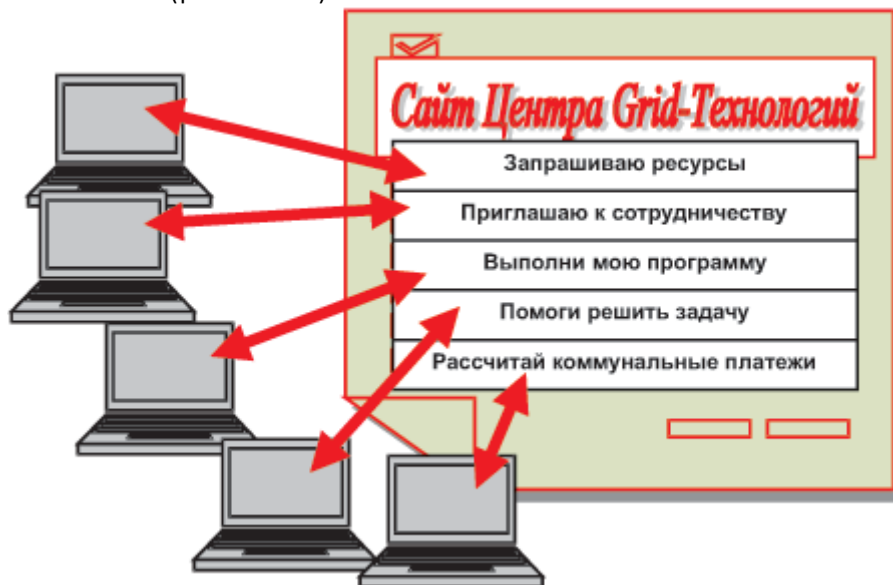 Сайт Центра Grid-Технологий
Запрашиваю ресурсы
Приглашаю к сотрудничеству
Выполни мою программу
Помоги решить задачу
Рассчитай коммунальные платежи